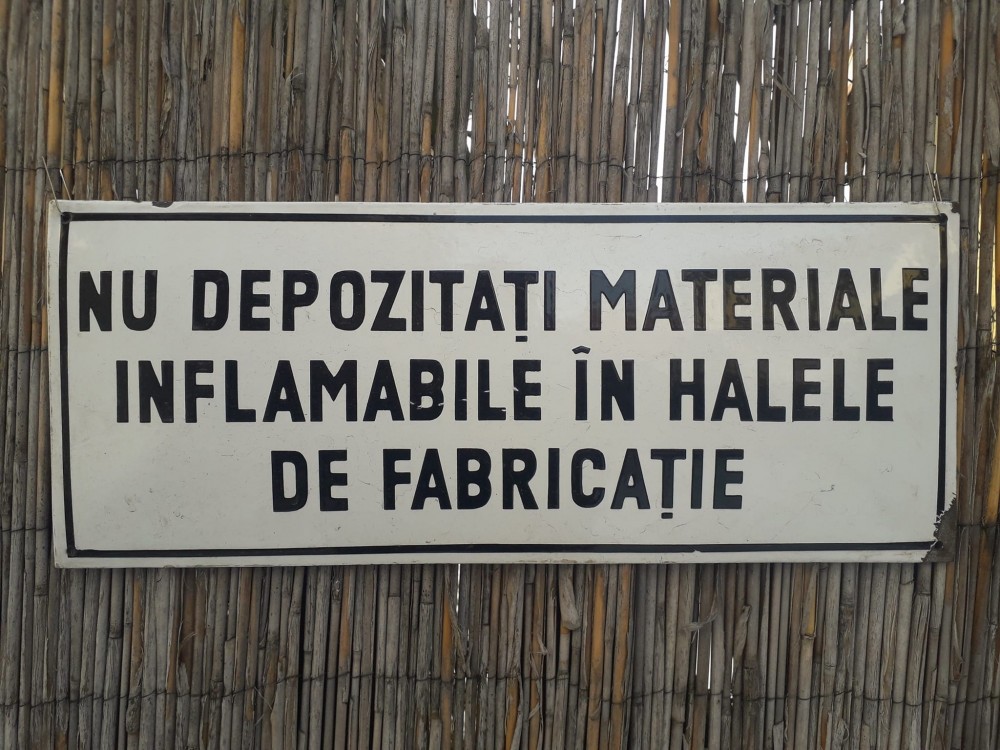 NU DEPOZITAȚI MATERIALE
INFLAMABILE ÎN HALELE
DE FABRICAȚIE